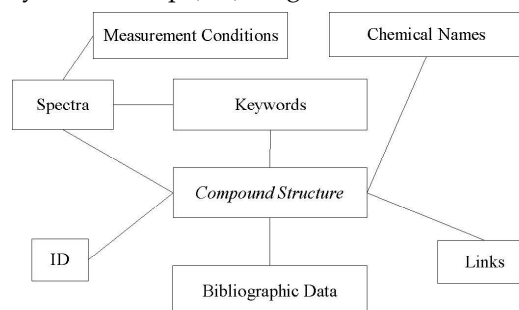 Measurement Conditions
Chemical Names
Spectra
Keywords
Compound Structure
ID
Links
Bibliographic Data